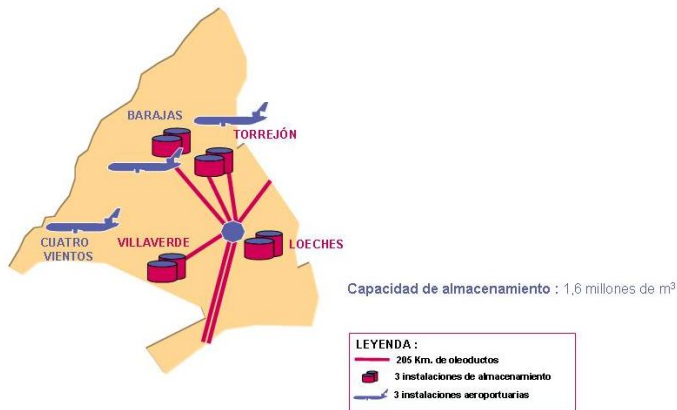 BARAJAS
TORREJÓN
CUATRO
VIENTOS
VILLAVERDE
LOECHES
Capacidad de almacenamiento : 1,6 millones de m³
LEYENDA :
205 Km. de oleoductos
3 instalaciones de almacenamiento
3 instalaciones aeroportuarias